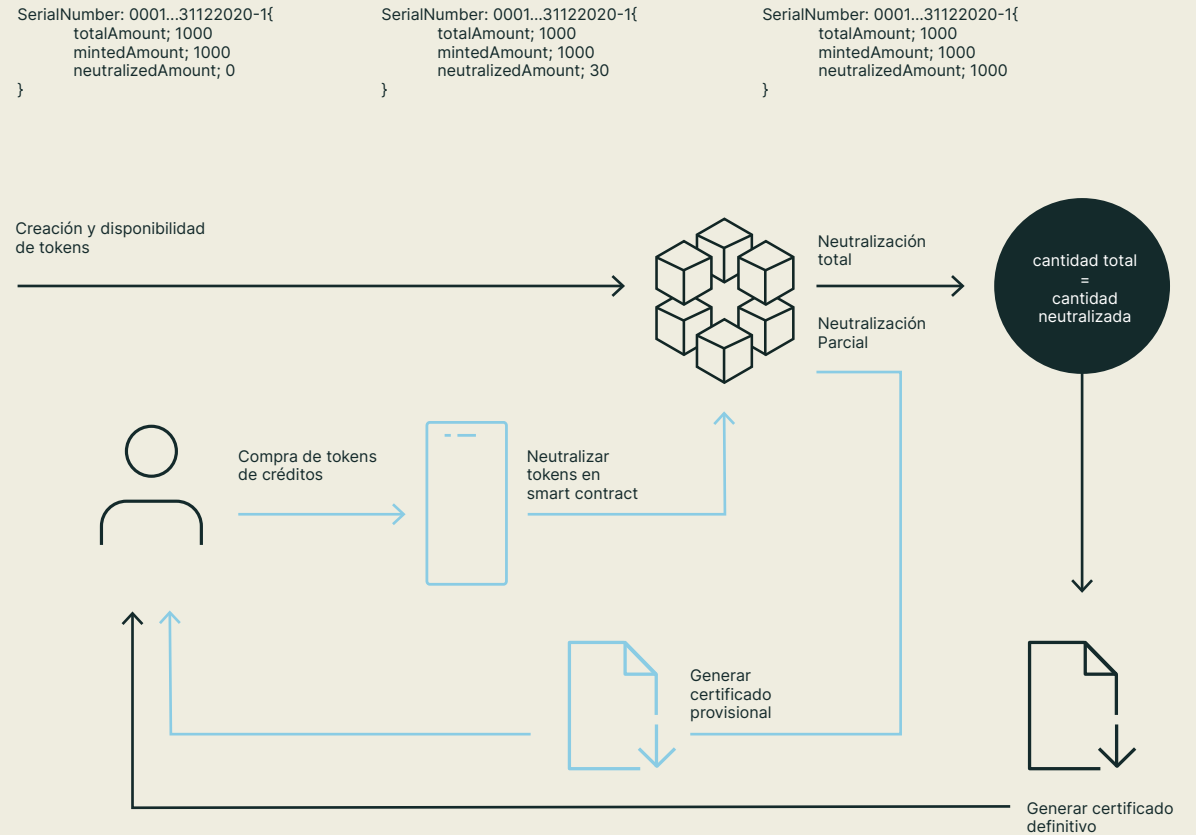 SerialNumber: 0001...31122020-1{
totalAmount; 1000
mintedAmount; 1000
neutralizedAmount; 0
}
SerialNumber: 0001...31122020-1{
totalAmount; 1000
mintedAmount; 1000
neutralizedAmount; 30
}
SerialNumber: 0001...31122020-1{
totalAmount; 1000
mintedAmount; 1000
neutralizedAmount; 1000
}
Creación y disponibilidad
de tokens
Neutralización
total
cantidad total
=
cantidad
neutralizada
Neutralización
Parcial
Compra de tokens
de créditos
Neutralizar
tokens en
smart contract
Generar
certificado
provisional
Generar certificado
definitivo